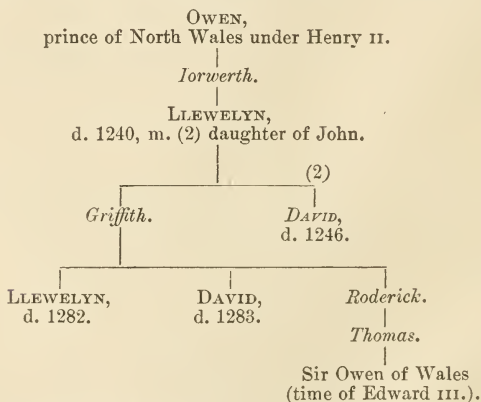 OWEN,
prince of North Wales under Henry II.
Iorwerth.
LLEWELYN,
d. 1240, m. (2) daughter of John.
(2)
Griffith.
DAVID,
d. 1246.
LLEWELYN,
d. 1282.
DAVID,
d. 1283.
Roderick.
Thomas.
Sir Owen of Wales
(time of Edward III.).